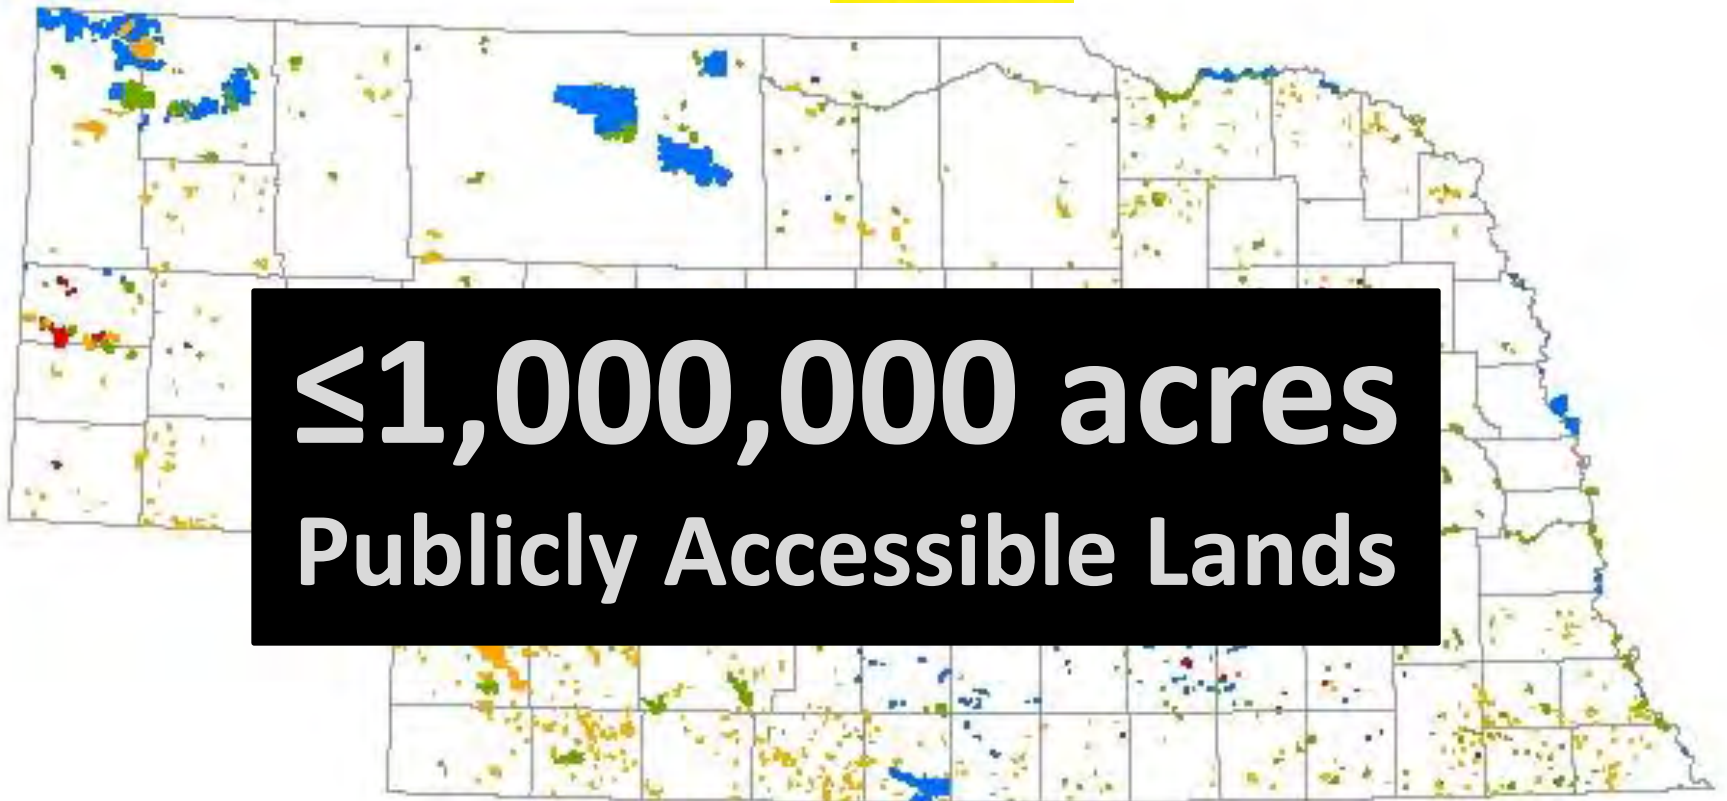 ≤1,000,000 acres
Publicly Accessible Lands